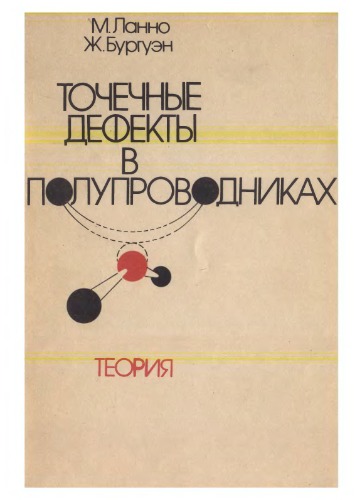 М. Ланно
Ж. Бургуэн
ТОЧЕЧНЫЕ
ДЕФЕКТЫ
В
ПОЛУПРОВОДНИКАХ
ТЕОРИЯ